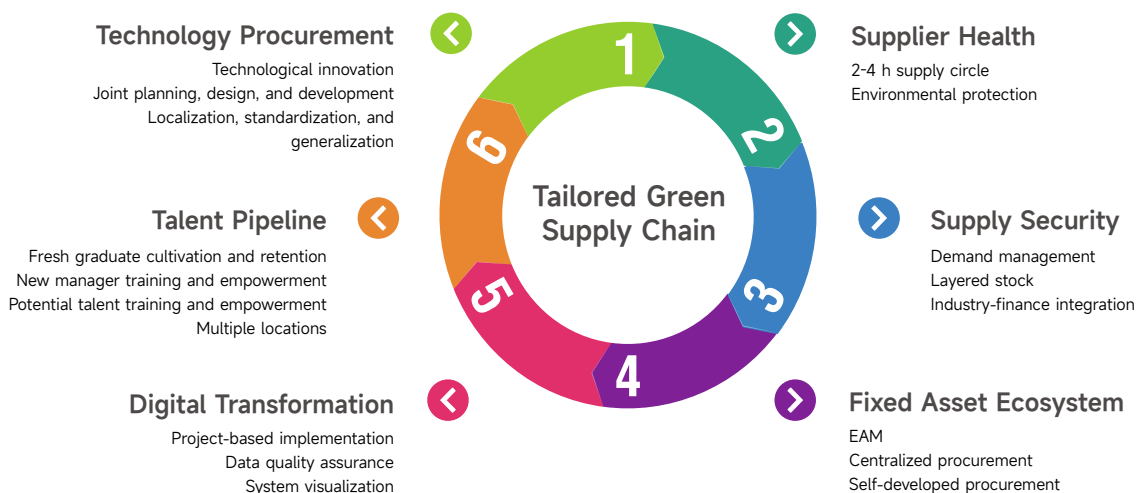 Technology Procurement
Technological innovation
Joint planning, design, and development
Localization, standardization, and
generalization
Talent Pipeline
Fresh graduate cultivation and retention
New manager training and empowerment
Potential talent training and empowerment
Multiple locations
Digital Transformation
Project-based implementation
Data quality assurance
System visualization
1
2
3
4
5
6
Tailored Green
Supply Chain
Supplier Health
2-4 h supply circle
Environmental protection
Supply Security
Demand management
Layered stock
Industry-finance integration
Fixed Asset Ecosystem
EAM
Centralized procurement
Self-developed procurement